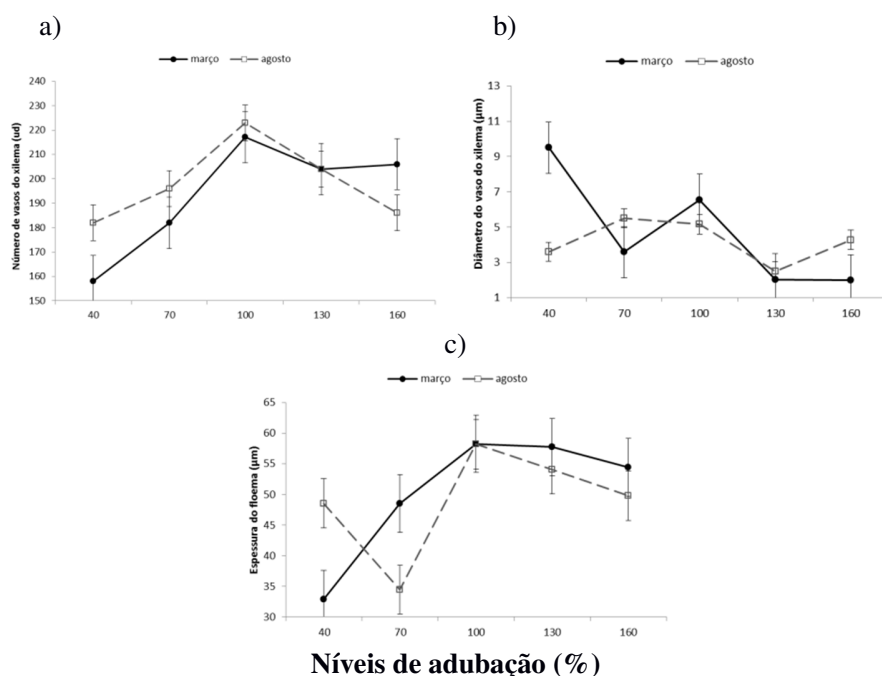 a)
março agosto
Número de vasos do xilema (ud)
240
230
220
210
200
190
180
170
160
150
40 70 100 130 160
b)
março agosto
Diâmetro do vaso do xilema (µm)
13
11
9
7
5
3
1
40 70 100 130 160
c)
março agosto
Espessura do floema (µm)
65
60
55
50
45
40
35
30
40 70 100 130 160
Níveis de adubação (%)